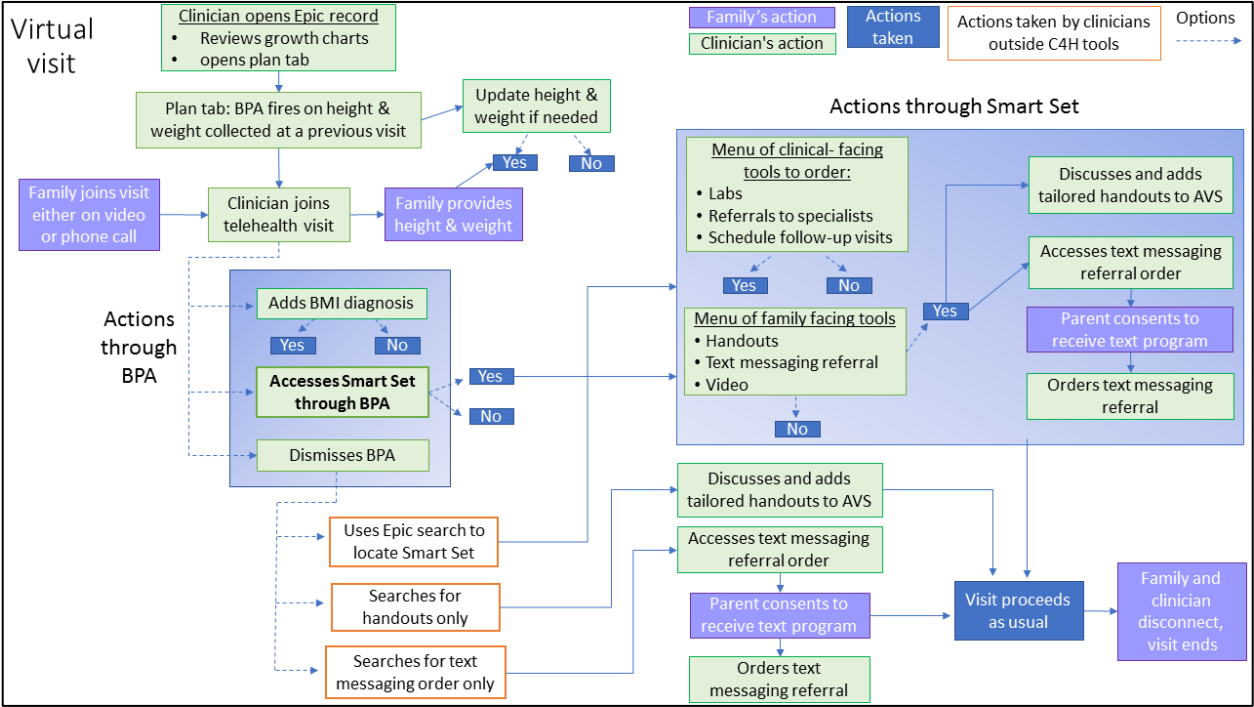 Virtual
visit
Clinician opens Epic record
• Reviews growth charts
• opens plan tab
Family's action
Clinician's action
Actions
taken
Actions taken by clinicians
outside C4H tools
Options
Plan tab: BPA fires on height &
weight collected at a previous visit
Update height &
weight if needed
Yes
No
Family joins visit
either on video
or phone call
Clinician joins
telehealth visit
Family provides
height & weight
Actions
through
BPA
Adds BMI diagnosis
Yes
No
Accesses Smart Set
through BPA
Yes
No
Dismisses BPA
Actions through Smart Set
Menu of clinical- facing
tools to order:
• Labs
• Referrals to specialists
• Schedule follow-up visits
Yes
No
Menu of family facing tools
• Handouts
• Text messaging referral
• Video
Yes
No
Discusses and adds
tailored handouts to AVS
Accesses text messaging
referral order
Parent consents to
receive text program
Orders text messaging
referral
Uses Epic search to
locate Smart Set
Searches for
handouts only
Searches for text
messaging order only
Discusses and adds
tailored handouts to AVS
Accesses text messaging
referral order
Parent consents to
receive text program
Orders text
messaging referral
Visit proceeds
as usual
Family and
clinician
disconnect,
visit ends